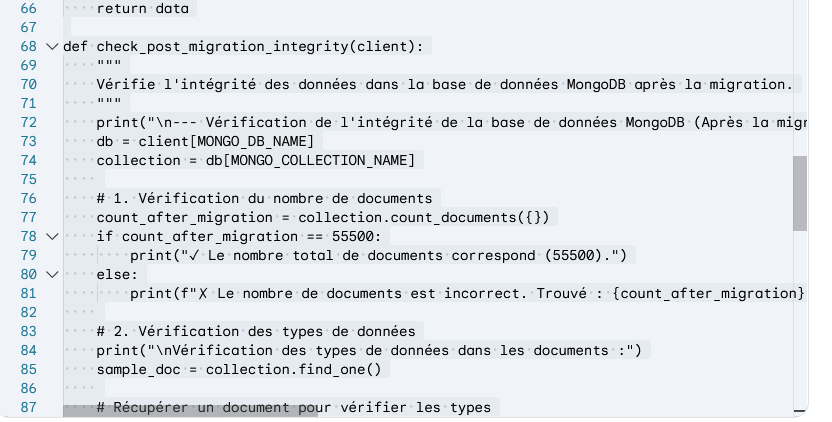 66 return data
67
68 def check_post_migration_integrity(client):
69 """
70 Vérifie l'intégrité des données dans la base de données MongoDB après la migration.
71 """
72 print("\n--- Vérification de l'intégrité de la base de données MongoDB (Après la migr
73 db = client[MONGO_DB_NAME]
74 collection = db[MONGO_COLLECTION_NAME]
75
76 # 1. Vérification du nombre de documents
77 count_after_migration = collection.count_documents({})
78 if count_after_migration == 55500:
79 print("✓ Le nombre total de documents correspond (55500).")
80 else:
81 print(f"✗ Le nombre de documents est incorrect. Trouvé : {count_after_migration}
82
83 # 2. Vérification des types de données
84 print("\nVérification des types de données dans les documents :")
85 sample_doc = collection.find_one()
86
87 # Récupérer un document pour vérifier les types